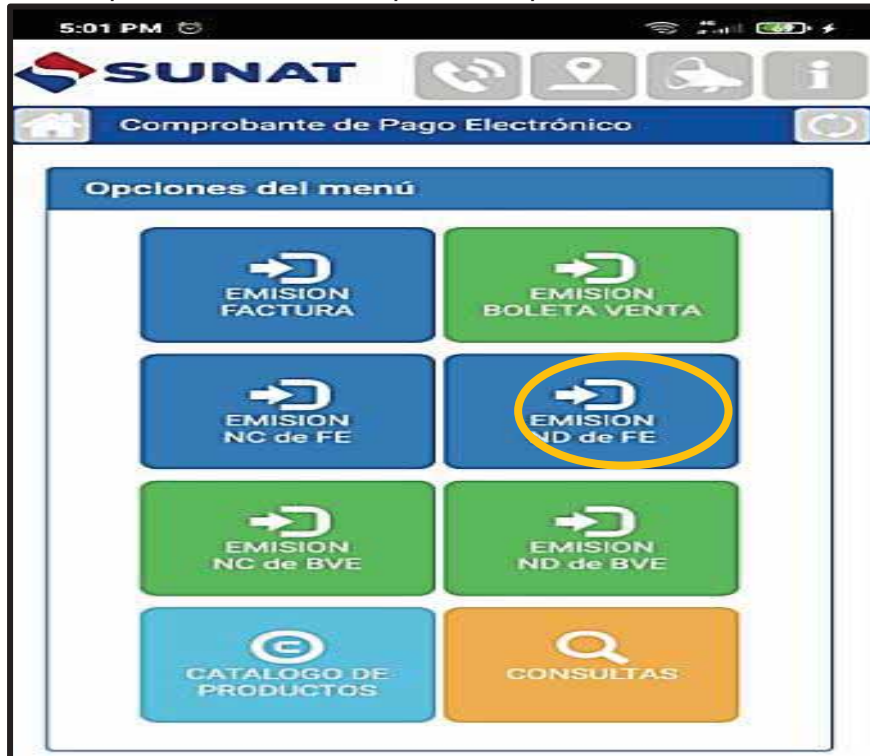 5:01 PM
SUNAT
Comprobante de Pago Electrónico
Opciones del menú
EMISION
FACTURA
EMISION
BOLETA VENTA
EMISION
NC de FE
EMISION
ND de FE
EMISION
NC de BVE
EMISION
ND de BVE
CATALOGO DE
PRODUCTOS
CONSULTAS